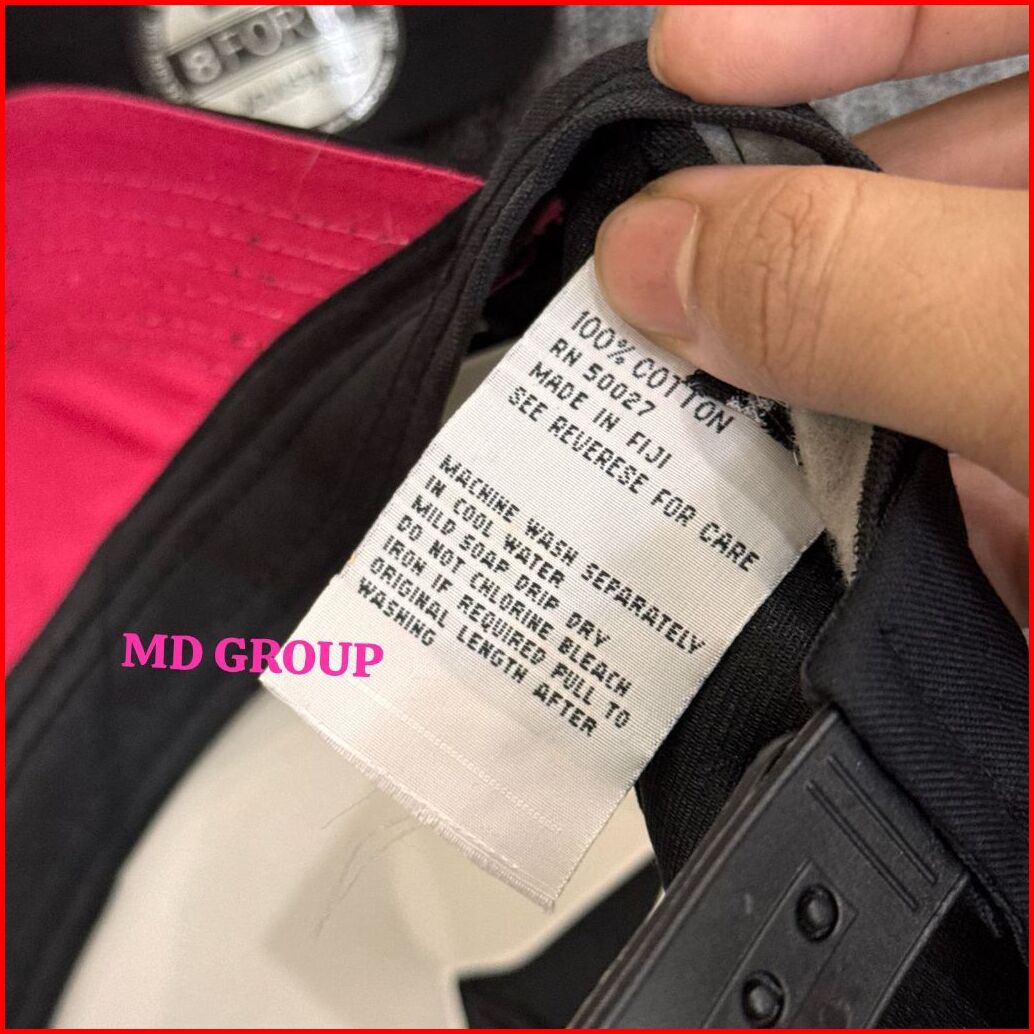 8FOR
100% COTTON
RN 50027
MADE IN FIJI
SEE REVERESE FOR CARE
MACHINE WASH SEPARATELY
IN COOL WATER
MILD SOAP DRIP DRY
DO NOT CHLORINE BLEACH
IRON IF REQUIRED PULL TO
ORIGINAL LENGTH AFTER
WASHING
MD GROUP